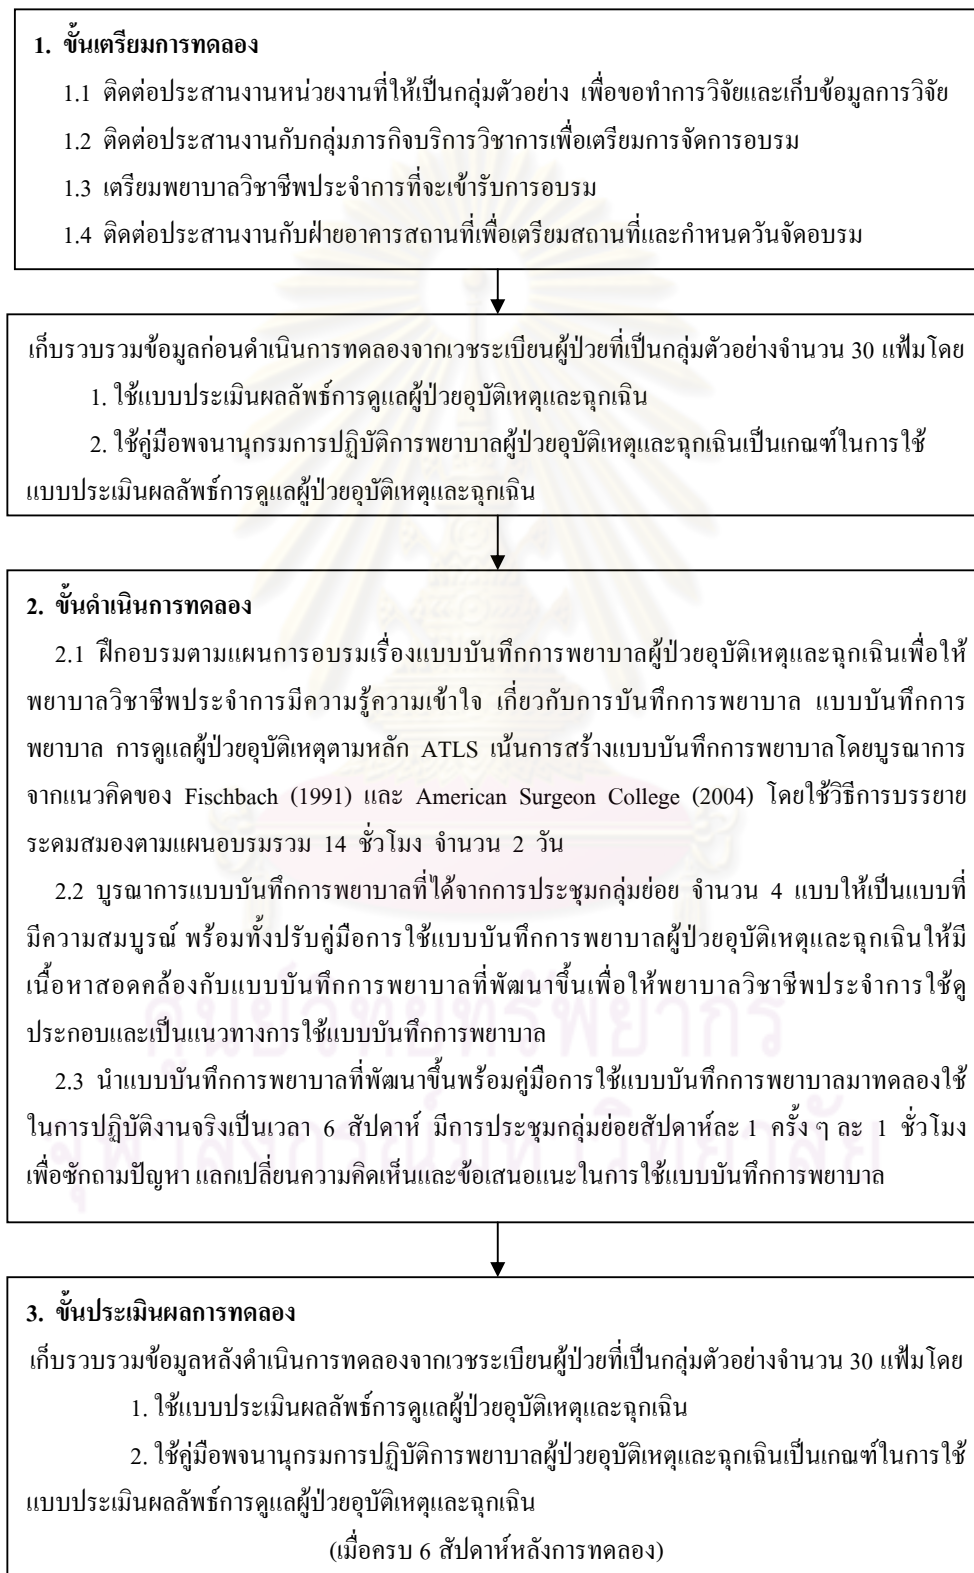 1. ขั้นเตรียมการทดลอง
1.1 ติดต่อประสานงานหน่วยงานที่ให้เป็นกลุ่มตัวอย่าง เพื่อขอทำการวิจัยและเก็บข้อมูลการวิจัย
1.2 ติดต่อประสานงานกับกลุ่มภารกิจบริการวิชาการเพื่อเตรียมการจัดการอบรม
1.3 เตรียมพยาบาลวิชาชีพประจำการที่จะเข้ารับการอบรม
1.4 ติดต่อประสานงานกับฝ่ายอาคารสถานที่เพื่อเตรียมสถานที่และกำหนดวันจัดอบรม
เก็บรวบรวมข้อมูลก่อนดำเนินการทดลองจากเวชระเบียนผู้ป่วยที่เป็นกลุ่มตัวอย่างจำนวน 30 แฟ้มโดย
1. ใช้แบบประเมินผลลัพธ์การดูแลผู้ป่วยอุบัติเหตุและฉุกเฉิน
2. ใช้คู่มือพจนานุกรมการปฏิบัติการพยาบาลผู้ป่วยอุบัติเหตุและฉุกเฉินเป็นเกณฑ์ในการใช้
แบบประเมินผลลัพธ์การดูแลผู้ป่วยอุบัติเหตุและฉุกเฉิน
2. ขั้นดำเนินการทดลอง
2.1 ฝึกอบรมตามแผนการอบรมเรื่องแบบบันทึกการพยาบาลผู้ป่วยอุบัติเหตุและฉุกเฉินเพื่อให้
พยาบาลวิชาชีพประจำการมีความรู้ความเข้าใจ เกี่ยวกับการบันทึกการพยาบาล แบบบันทึกการ
พยาบาล การดูแลผู้ป่วยอุบัติเหตุตามหลัก ATLS เน้นการสร้างแบบบันทึกการพยาบาลโดยบูรณาการ
จากแนวคิดของ Fischbach (1991) และ American Surgeon College (2004) โดยใช้วิธีการบรรยาย
ระดมสมองตามแผนอบรมรวม 14 ชั่วโมง จำนวน 2 วัน
2.2 บูรณาการแบบบันทึกการพยาบาลที่ได้จากการประชุมกลุ่มย่อย จำนวน 4 แบบให้เป็นแบบที่
มีความสมบูรณ์ พร้อมทั้งปรับคู่มือการใช้แบบบันทึกการพยาบาลผู้ป่วยอุบัติเหตุและฉุกเฉินให้มี
เนื้อหาสอดคล้องกับแบบบันทึกการพยาบาลที่พัฒนาขึ้นเพื่อให้พยาบาลวิชาชีพประจำการใช้ดู
ประกอบและเป็นแนวทางการใช้แบบบันทึกการพยาบาล
2.3 นำแบบบันทึกการพยาบาลที่พัฒนาขึ้นพร้อมคู่มือการใช้แบบบันทึกการพยาบาลมาทดลองใช้
ในการปฏิบัติงานจริงเป็นเวลา 6 สัปดาห์ มีการประชุมกลุ่มย่อยสัปดาห์ละ 1 ครั้ง ๆ ละ 1 ชั่วโมง
เพื่อซักถามปัญหา แลกเปลี่ยนความคิดเห็นและข้อเสนอแนะในการใช้แบบบันทึกการพยาบาล
ศูนย์วิทยทรัพยากร
จุฬาลงกรณ์มหาวิทยาลัย
3. ขั้นประเมินผลการทดลอง
เก็บรวบรวมข้อมูลหลังดำเนินการทดลองจากเวชระเบียนผู้ป่วยที่เป็นกลุ่มตัวอย่างจำนวน 30 แฟ้มโดย
1. ใช้แบบประเมินผลลัพธ์การดูแลผู้ป่วยอุบัติเหตุและฉุกเฉิน
2. ใช้คู่มือพจนานุกรมการปฏิบัติการพยาบาลผู้ป่วยอุบัติเหตุและฉุกเฉินเป็นเกณฑ์ในการใช้
แบบประเมินผลลัพธ์การดูแลผู้ป่วยอุบัติเหตุและฉุกเฉิน
(เมื่อครบ 6 สัปดาห์หลังการทดลอง)